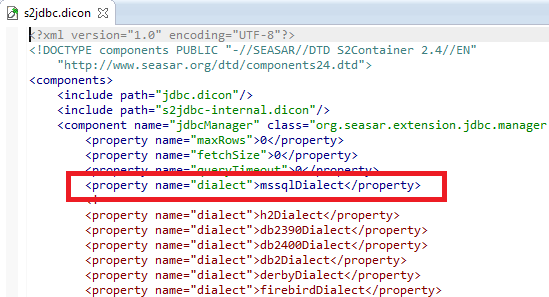 s2jdbc.dicon
<?xml version="1.0" encoding="UTF-8"?>
<!DOCTYPE components PUBLIC "-//SEASAR//DTD S2Container 2.4//EN"
"http://www.seasar.org/dtd/components24.dtd">
<components>
<include path="jdbc.dicon"/>
<include path="s2jdbc-internal.dicon"/>
<component name="jdbcManager" class="org.seasar.extension.jdbc.manager
<property name="maxRows">0</property>
<property name="fetchSize">0</property>
<property name="queryTimeout">0</property>
<property name="dialect">mssqlDialect</property>
<property name="dialect">h2Dialect</property>
<property name="dialect">db2390Dialect</property>
<property name="dialect">db2400Dialect</property>
<property name="dialect">db2Dialect</property>
<property name="dialect">derbyDialect</property>
<property name="dialect">firebirdDialect</property>